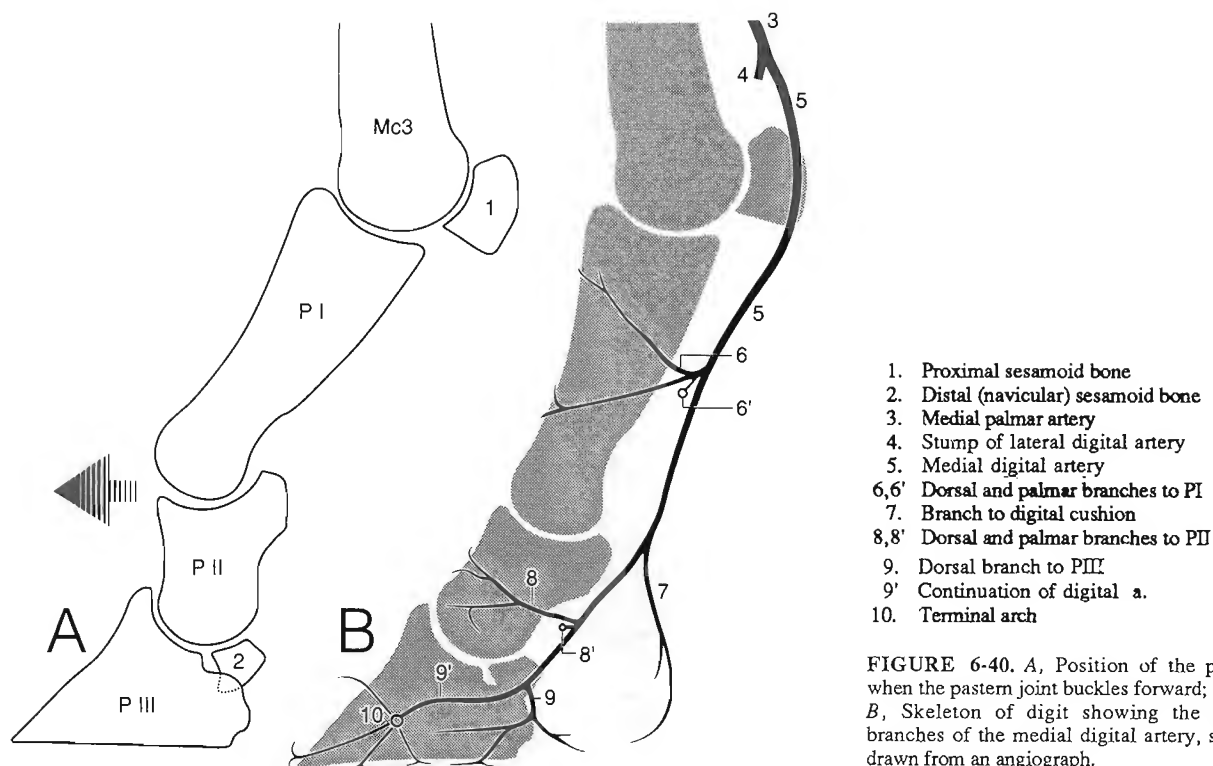 3
4
5
Mc3
1
P I
5
6
6'
P II
A
B
8
7
2
8'
P III
9'
10
9
1. Proximal sesamoid bone
2. Distal (navicular) sesamoid bone
3. Medial palmar artery
4. Stump of lateral digital artery
5. Medial digital artery
6,6' Dorsal and palmar branches to PI
7. Branch to digital cushion
8,8' Dorsal and palmar branches to PII
9. Dorsal branch to PIII
9' Continuation of digital a.
10. Terminal arch
FIGURE 6-40. A, Position of the p
when the pastern joint buckles forward;
B, Skeleton of digit showing the
branches of the medial digital artery, s
drawn from an angiograph.